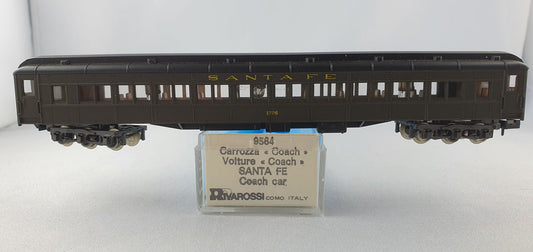 SANTA FE
9564
Carrozza « Coach »
Voiture « Coach »
SANTA FE
Coach car
RIVAROSSI COMO ITALY